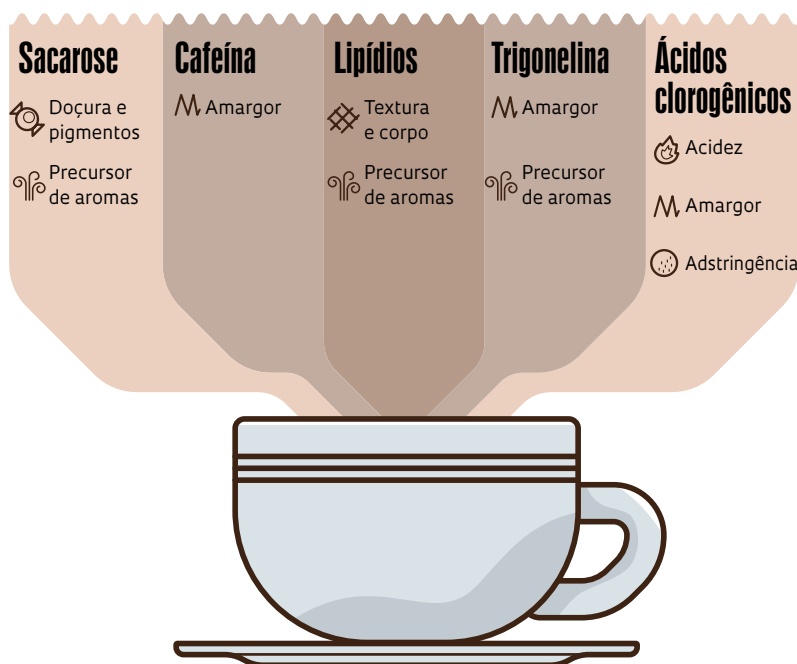 Sacarose
Doçura e
pigmentos
Precursor
de aromas
Cafeína
Amargor
Lipídios
Textura
e corpo
Precursor
de aromas
Trigonelina
Amargor
Precursor
de aromas
Ácidos
clorogênicos
Acidez
Amargor
Adstringência